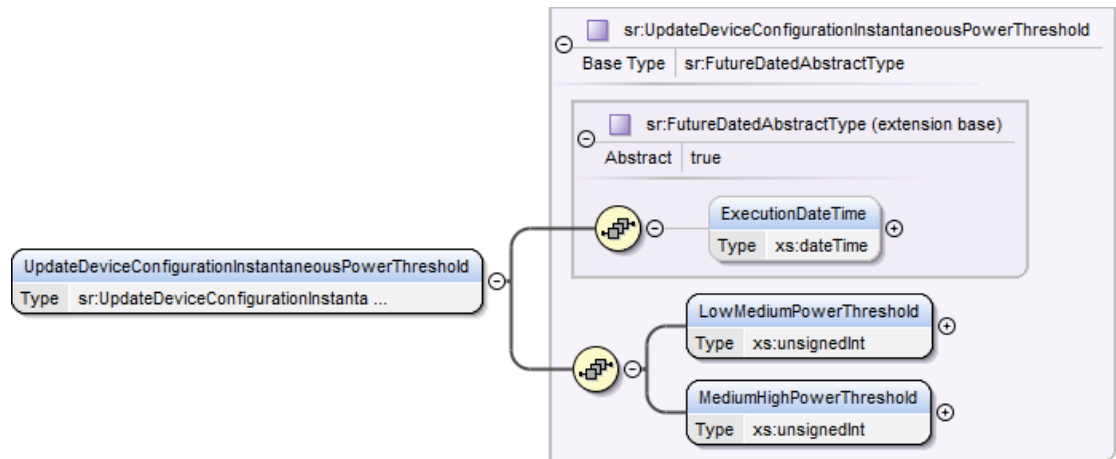 sr:UpdateDeviceConfigurationInstantaneousPowerThreshold
Base Type sr:FutureDatedAbstractType
sr:FutureDatedAbstractType (extension base)
Abstract true
ExecutionDateTime
Type xs:dateTime
UpdateDeviceConfigurationInstantaneousPowerThreshold
Type sr:UpdateDeviceConfigurationInstanta ...
LowMediumPowerThreshold
Type xs:unsignedInt
MediumHighPowerThreshold
Type xs:unsignedInt